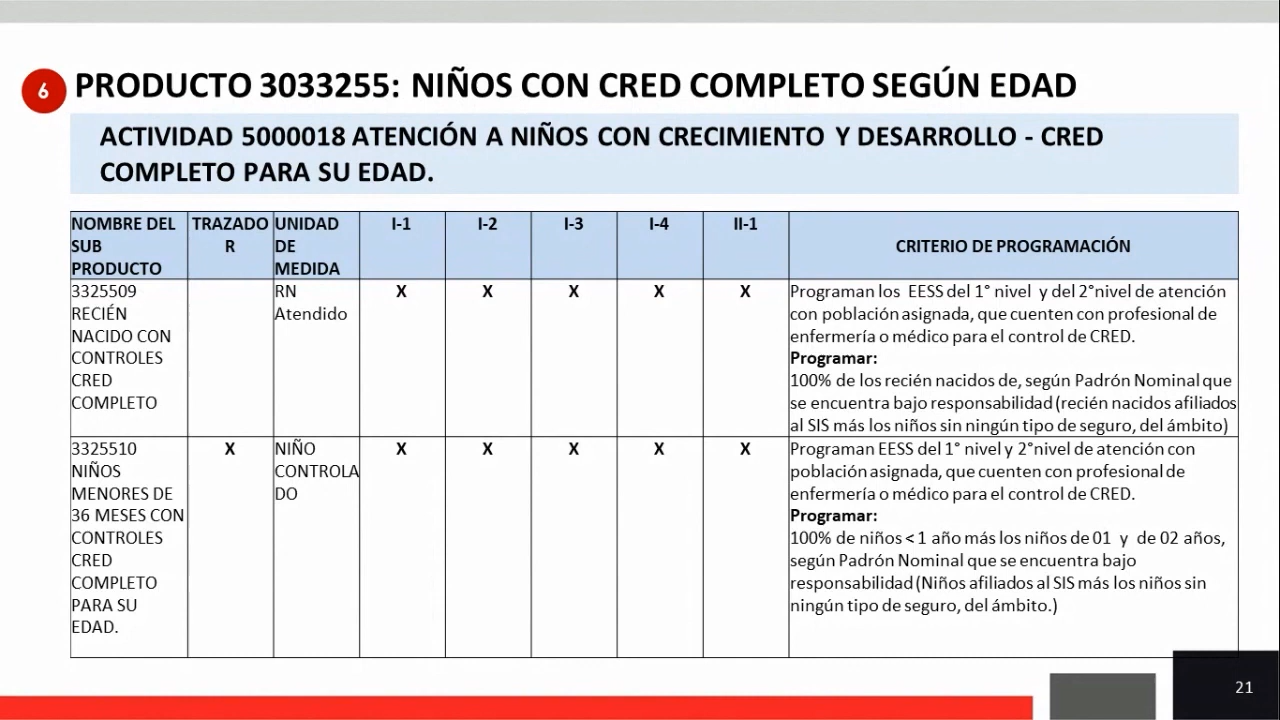 6
PRODUCTO 3033255: NIÑOS CON CRED COMPLETO SEGÚN EDAD
ACTIVIDAD 5000018 ATENCIÓN A NIÑOS CON CRECIMIENTO Y DESARROLLO - CRED
COMPLETO PARA SU EDAD.
NOMBRE DEL
SUB
PRODUCTO
TRAZADO
R
UNIDAD
DE
MEDIDA
I-1
I-2
I-3
I-4
II-1
CRITERIO DE PROGRAMACIÓN
3325509
RECIÉN
NACIDO CON
CONTROLES
CRED
COMPLETO
RN
Atendido
X
X
X
X
X
Programan los EESS del 1° nivel y del 2°nivel de atención
con población asignada, que cuenten con profesional de
enfermería o médico para el control de CRED.
Programar:
100% de los recién nacidos de, según Padrón Nominal que
se encuentra bajo responsabilidad (recién nacidos afiliados
al SIS más los niños sin ningún tipo de seguro, del ámbito)
3325510
NIÑOS
MENORES DE
36 MESES CON
CONTROLES
CRED
COMPLETO
PARA SU
EDAD.
X
NIÑO
CONTROLA
DO
X
X
X
X
X
Programan EESS del 1° nivel y 2°nivel de atención con
población asignada, que cuenten con profesional de
enfermería o médico para el control de CRED.
Programar:
100% de niños < 1 año más los niños de 01 y de 02 años,
según Padrón Nominal que se encuentra bajo
responsabilidad (Niños afiliados al SIS más los niños sin
ningún tipo de seguro, del ámbito.)
21